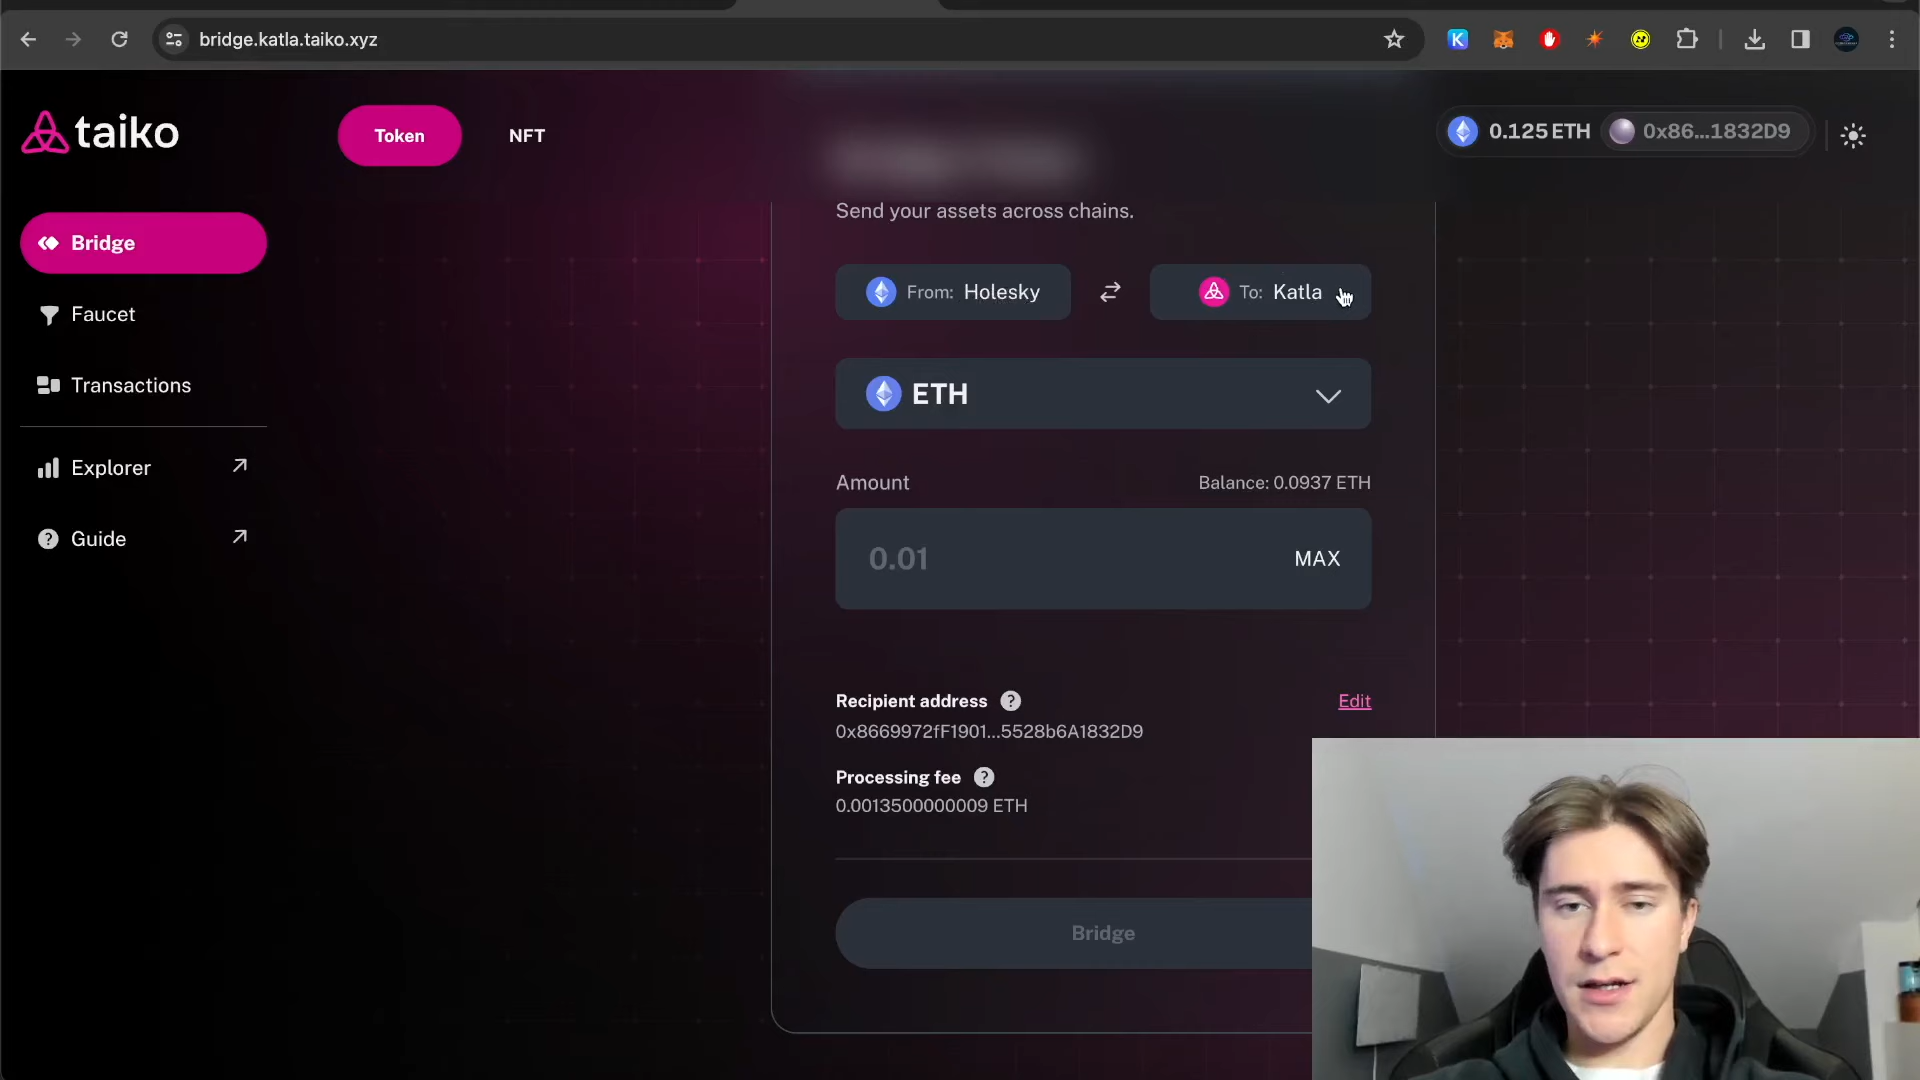 bridge.katla.taiko.xyz
K
taiko
Token
NFT
0.125 ETH
0x86...1832D9
Bridge
Faucet
Transactions
Explorer
Guide
Send your assets across chains.
From: Holesky
To: Katla
ETH
Amount
Balance: 0.0937 ETH
0.01
MAX
Recipient address ?
Edit
0x8669972fF1901...5528b6A1832D9
Processing fee ?
0.0013500000009 ETH
Bridge